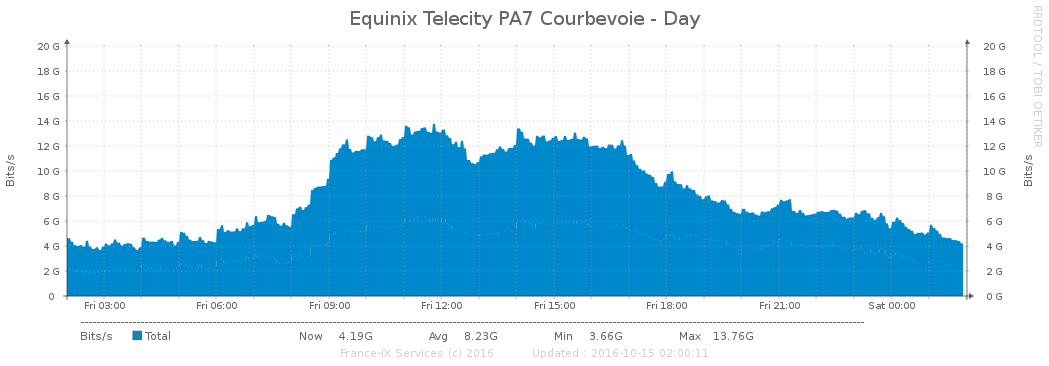 Equinix Telecity PA7 Courbevoie - Day
RRDTOOL / TOBI OETIKER
20 G 20 G
18 G 18 G
16 G 16 G
14 G 14 G
12 G 12 G
10 G 10 G
8 G 8 G
6 G 6 G
4 G 4 G
2 G 2 G
0 0 G
Bits/s
Bits/s
Fri 03:00 Fri 06:00 Fri 09:00 Fri 12:00 Fri 15:00 Fri 18:00 Fri 21:00 Sat 00:00
Bits/s Total Now 4.19G Avg 8.23G Min 3.66G Max 13.76G
France-IX Services (c) 2016 Updated : 2016-10-15 02:00:11